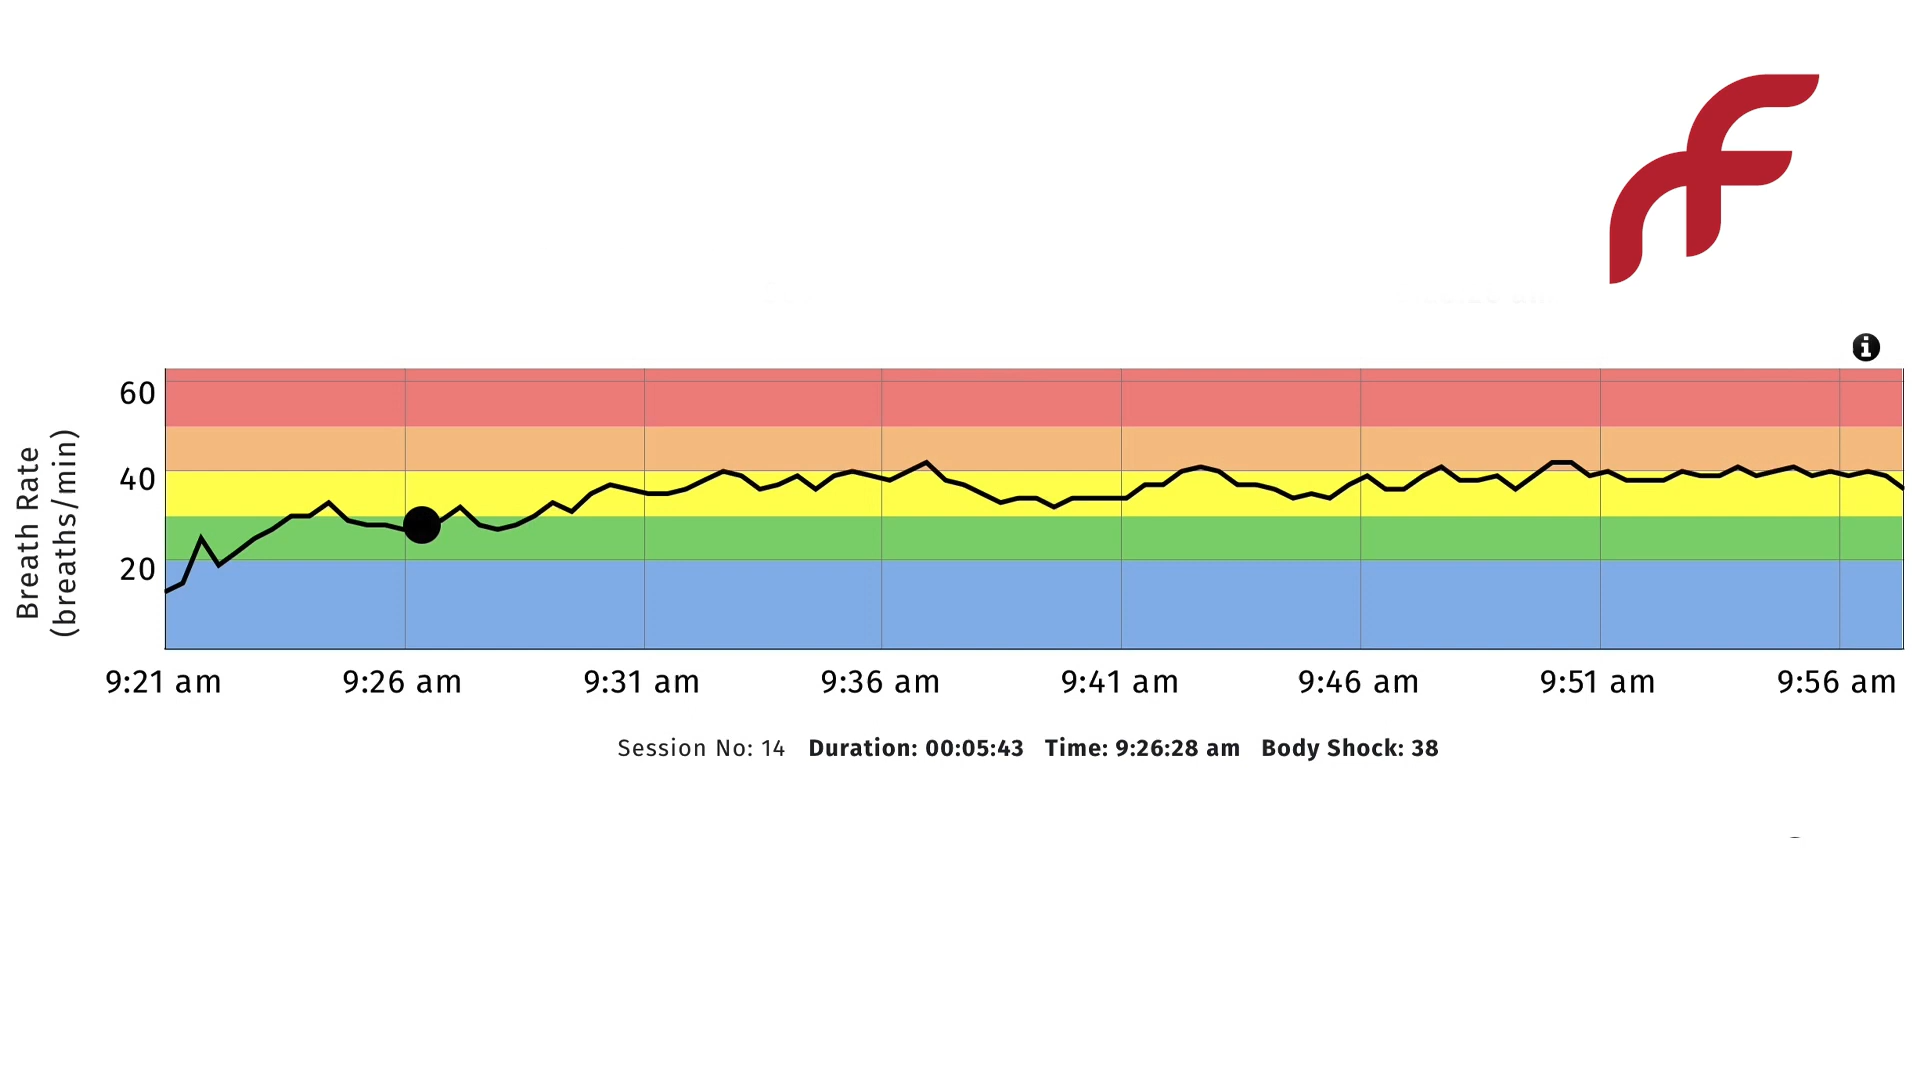 60
40
20
Breath Rate
(breaths/min)
9:21 am 9:26 am 9:31 am 9:36 am 9:41 am 9:46 am 9:51 am 9:56 am
Session No: 14 Duration: 00:05:43 Time: 9:26:28 am Body Shock: 38